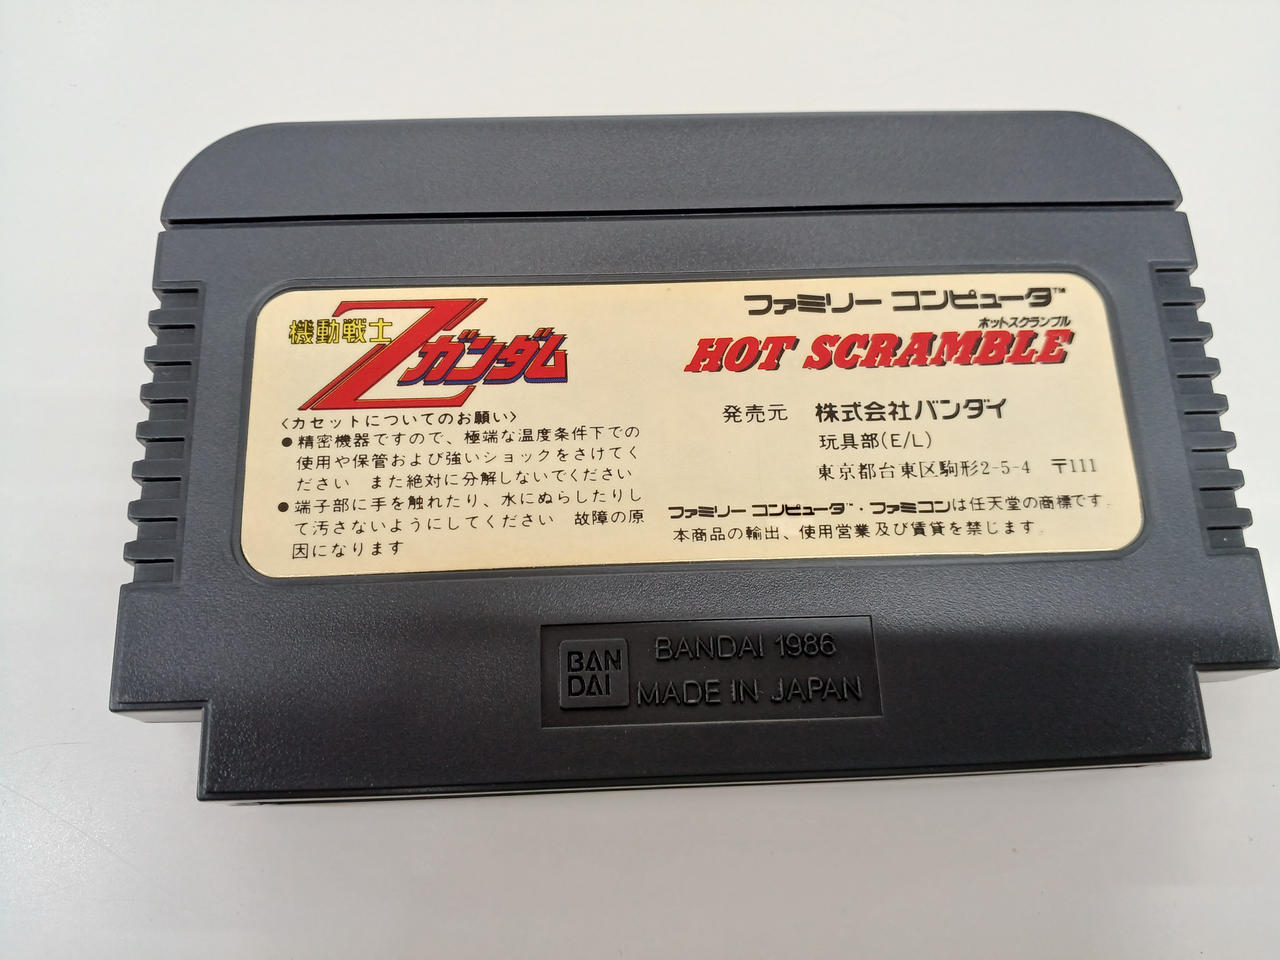 機動戦士Zガンダム
〈カセットについてのお願い〉
●精密機器ですので、極端な温度条件下での
使用や保管および強いショックをさけてく
ださい　また絶対に分解しないでください
●端子部に手を触れたり、水にぬらしたりし
て汚さないようにしてください　故障の原
因になります
ファミリー コンピュータ™
ホットスクランブル
HOT SCRAMBLE
発売元　株式会社バンダイ
玩具部(E/L)
東京都台東区駒形2-5-4　〒111
ファミリー コンピュータ™・ファミコンは任天堂の商標です。
本商品の輸出、使用営業及び賃貸を禁じます。
BAN
DAI
BANDAI 1986
MADE IN JAPAN